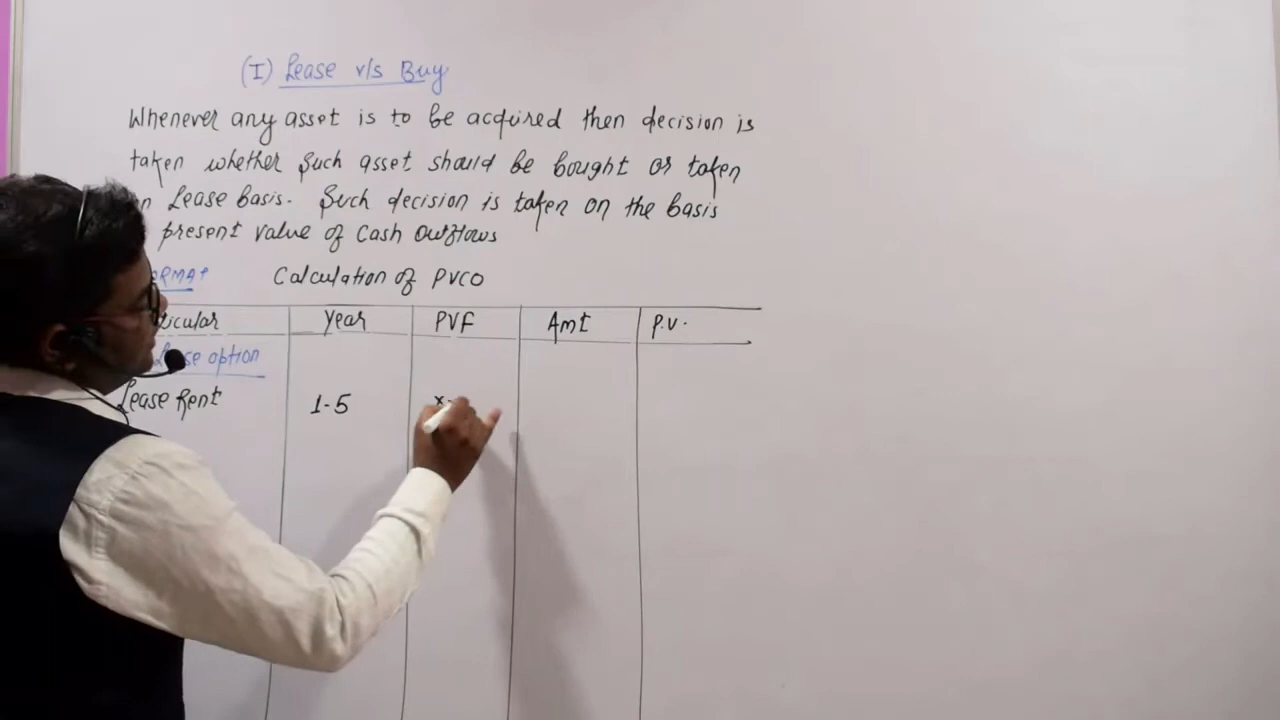 (I) Lease v/s Buy
Whenever any asset is to be acquired then decision is
taken whether Such asset should be bought or taken
Lease Basis. Such decision is taken on the basis
present value of Cash Outflows
Calculation of PVCO
Year PVF Amt P.V.
option
Lease Rent 1-5